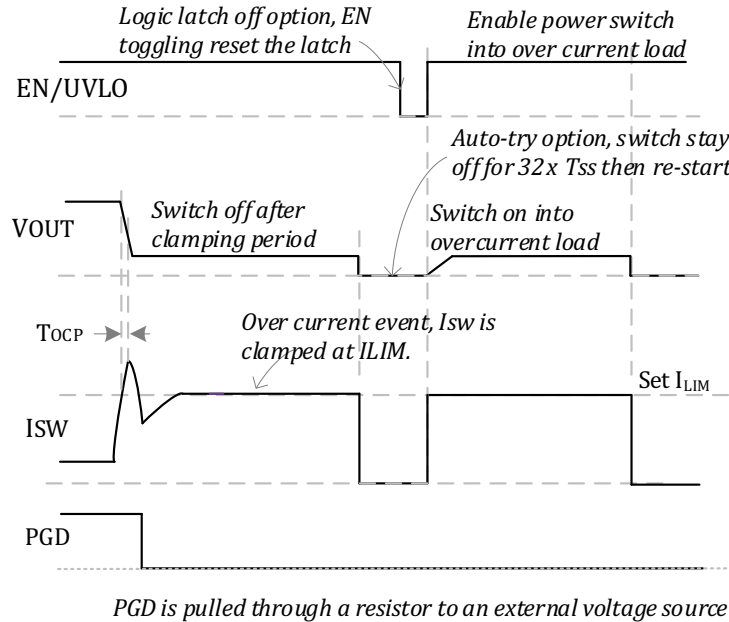 Logic latch off option, EN
toggling reset the latch
Enable power switch
into over current load
EN/UVLO
Auto-try option, switch stay
off for 32x Tss then re-start
VOUT
Switch off after
clamping period
Switch on into
overcurrent load
TOCP
Over current event, Isw is
clamped at ILIM.
Set ILIM
ISW
PGD
PGD is pulled through a resistor to an external voltage source